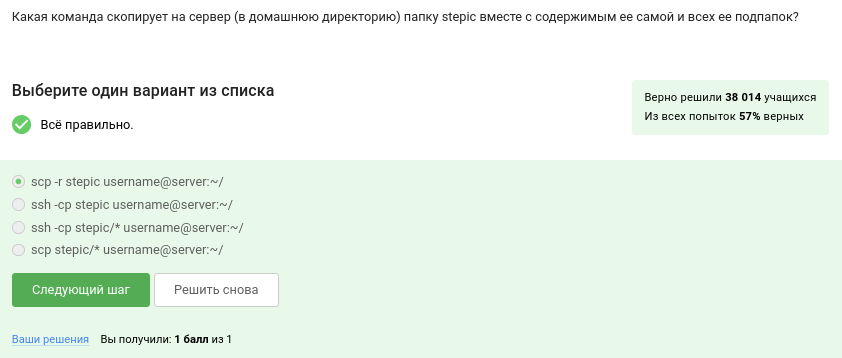 Какая команда скопирует на сервер (в домашнюю директорию) папку stepic вместе с содержимым ее самой и всех ее подпапок?
Выберите один вариант из списка
Верно решили 38 014 учащихся
Из всех попыток 57% верных
Всё правильно.
scp -r stepic username@server:~/
ssh -cp stepic username@server:~/
ssh -cp stepic/* username@server:~/
scp stepic/* username@server:~/
Следующий шаг
Решить снова
Ваши решения Вы получили: 1 балл из 1